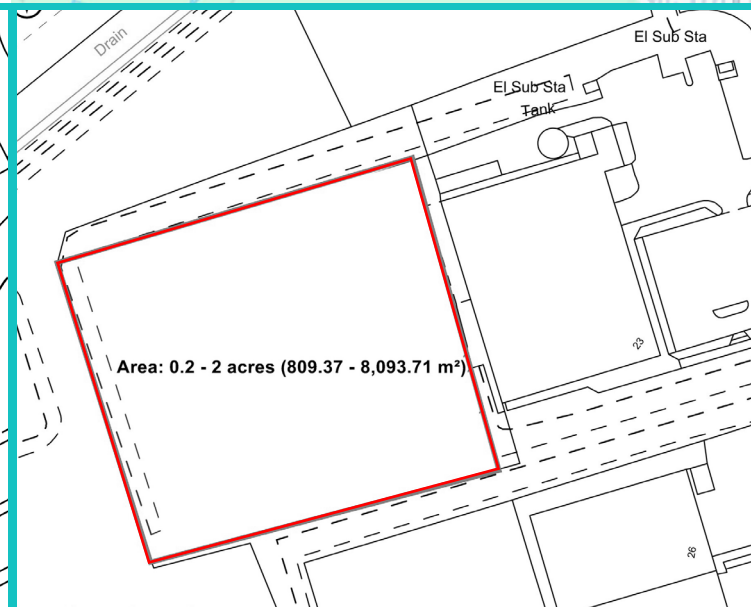 Drain
El Sub Sta
El Sub Sta
Tank
23
Area: 0.2 - 2 acres (809.37 - 8,093.71 m²)
26